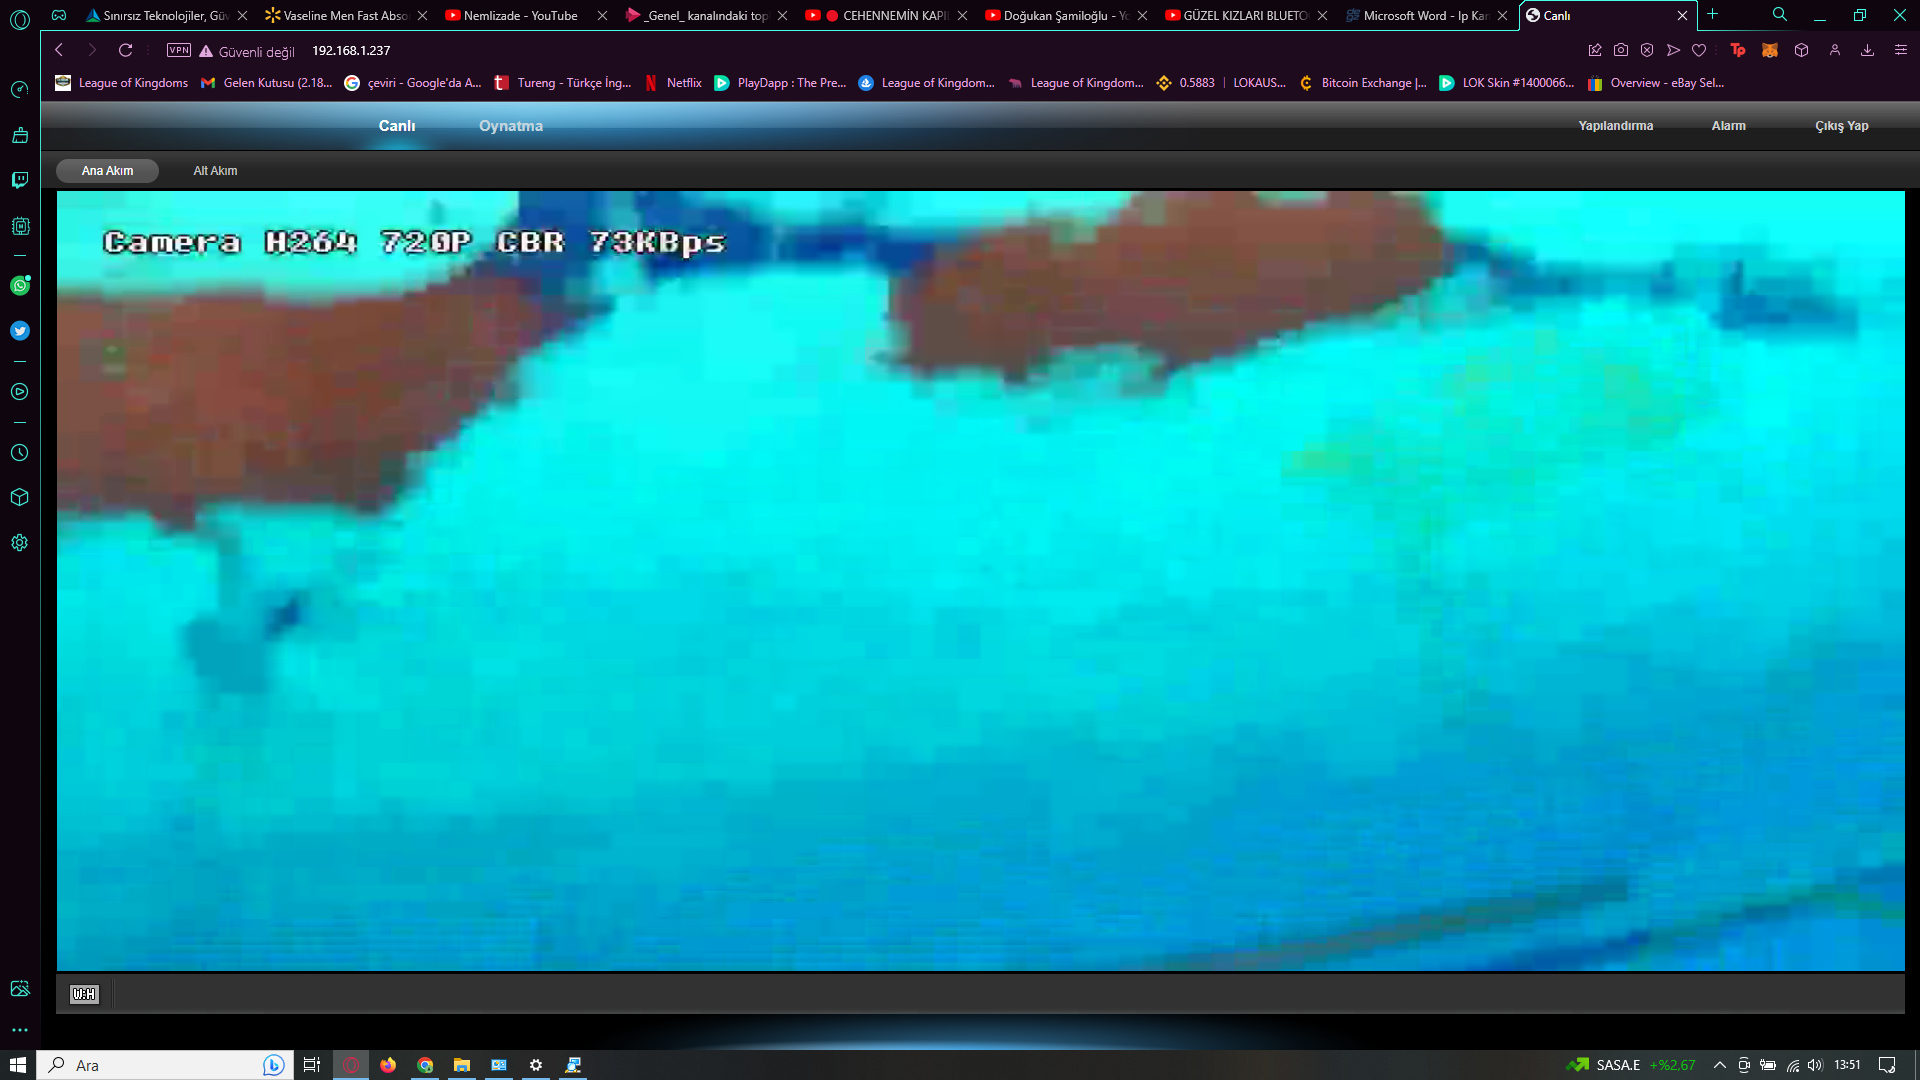 Sınırsız Teknolojiler, Gü
Vaseline Men Fast Abso
Nemlizade - YouTube
_Genel_ kanalındaki top
CEHENNEMİN KAPI
Doğukan Şamiloğlu - Yo
GÜZEL KIZLARI BLUETO
Microsoft Word - Ip Kar
Canlı
VPN
Güvenli değil
192.168.1.237
Tp
League of Kingdoms
Gelen Kutusu (2.18...
çeviri - Google'da A...
Tureng - Türkçe İng...
Netflix
PlayDapp : The Pre...
League of Kingdom...
League of Kingdom...
0.5883 | LOKAUS...
Bitcoin Exchange |...
LOK Skin #1400066...
Overview - eBay Sel...
Canlı
Oynatma
Yapılandırma
Alarm
Çıkış Yap
Ana Akım
Alt Akım
Camera H264 720P CBR 73KBps
W:H
Ara
SASA.E +%2,67
13:51